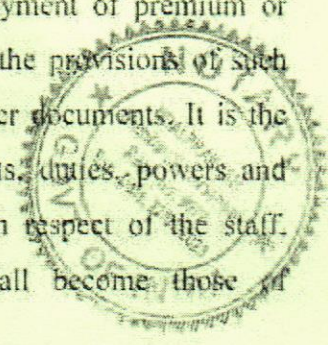 yment of premium or
the provisions of such
er documents. It is the
ts, duties, powers and
n respect of the staff.
all become those of
NOTARY